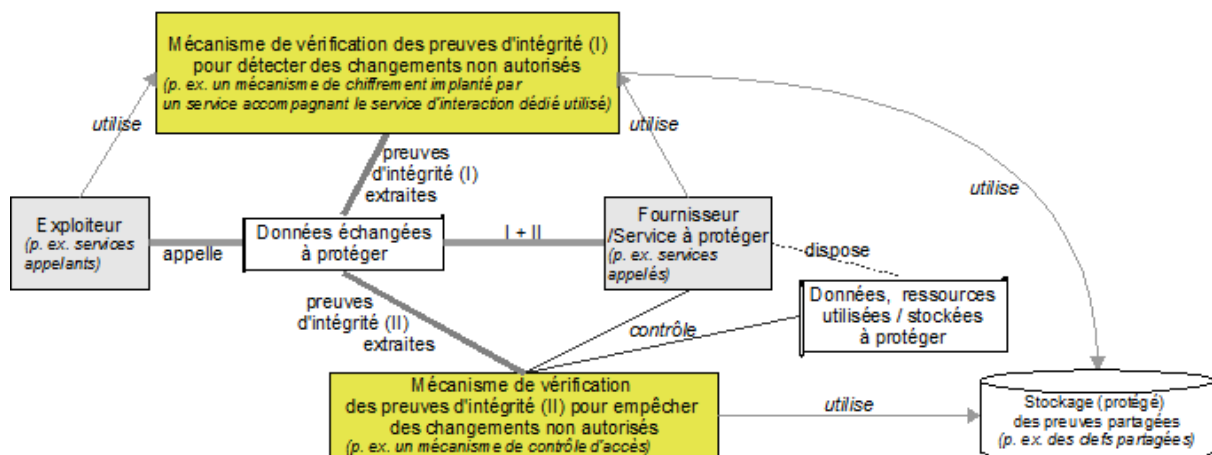 Mécanisme de vérification des preuves d'intégrité (I)
pour détecter des changements non autorisés
(p. ex. un mécanisme de chiffrement implanté par
un service accompagnant le service d'interaction dédié utilisé)
utilise
utilise
preuves
d'intégrité (I)
extraites
utilise
Exploiteur
(p. ex. services
appelants)
appelle
Données échangées
à protéger
I + II
Fournisseur
/Service à protéger
(p. ex. services
appelés)
dispose
preuves
d'intégrité (II)
extraites
contrôle
Données, ressources
utilisées / stockées
à protéger
Mécanisme de vérification
des preuves d'intégrité (II) pour empêcher
des changements non autorisés
(p. ex. un mécanisme de contrôle d'accès)
utilise
Stockage (protégé)
des preuves partagées
(p. ex. des clefs partagées)